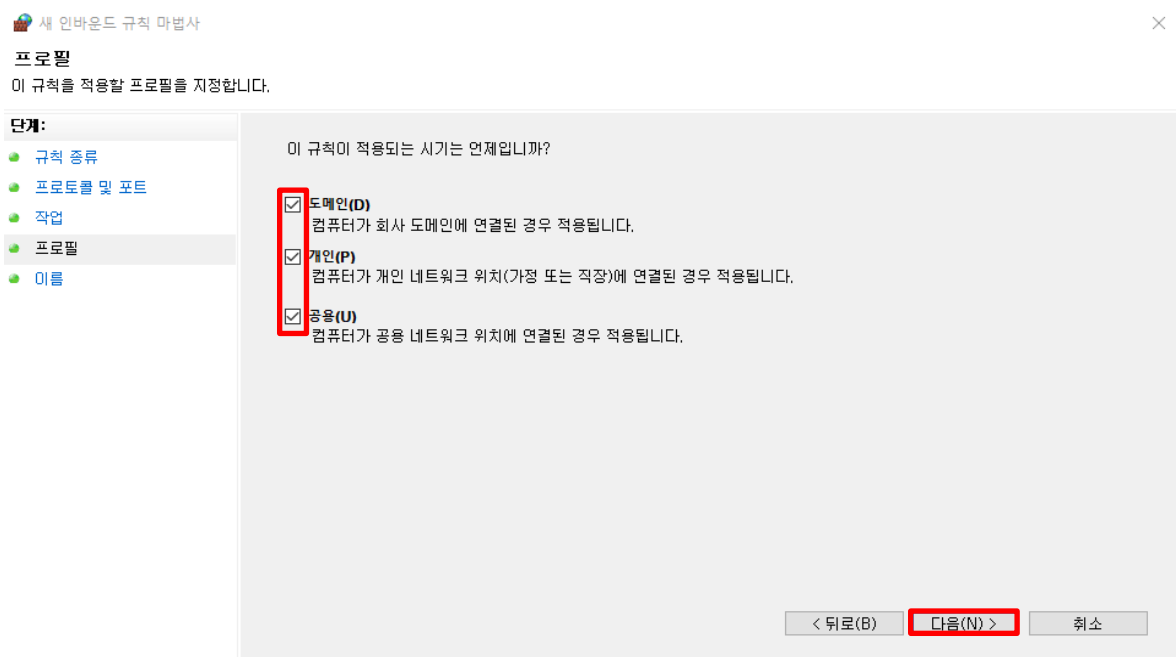 새 인바운드 규칙 마법사
프로필
이 규칙을 적용할 프로필을 지정합니다.
단계:
규칙 종류
프로토콜 및 포트
작업
프로필
이름
이 규칙이 적용되는 시기는 언제입니까?
도메인(D)
컴퓨터가 회사 도메인에 연결된 경우 적용됩니다.
개인(P)
컴퓨터가 개인 네트워크 위치(가정 또는 직장)에 연결된 경우 적용됩니다.
공용(U)
컴퓨터가 공용 네트워크 위치에 연결된 경우 적용됩니다.
< 뒤로(B) 다음(N) > 취소